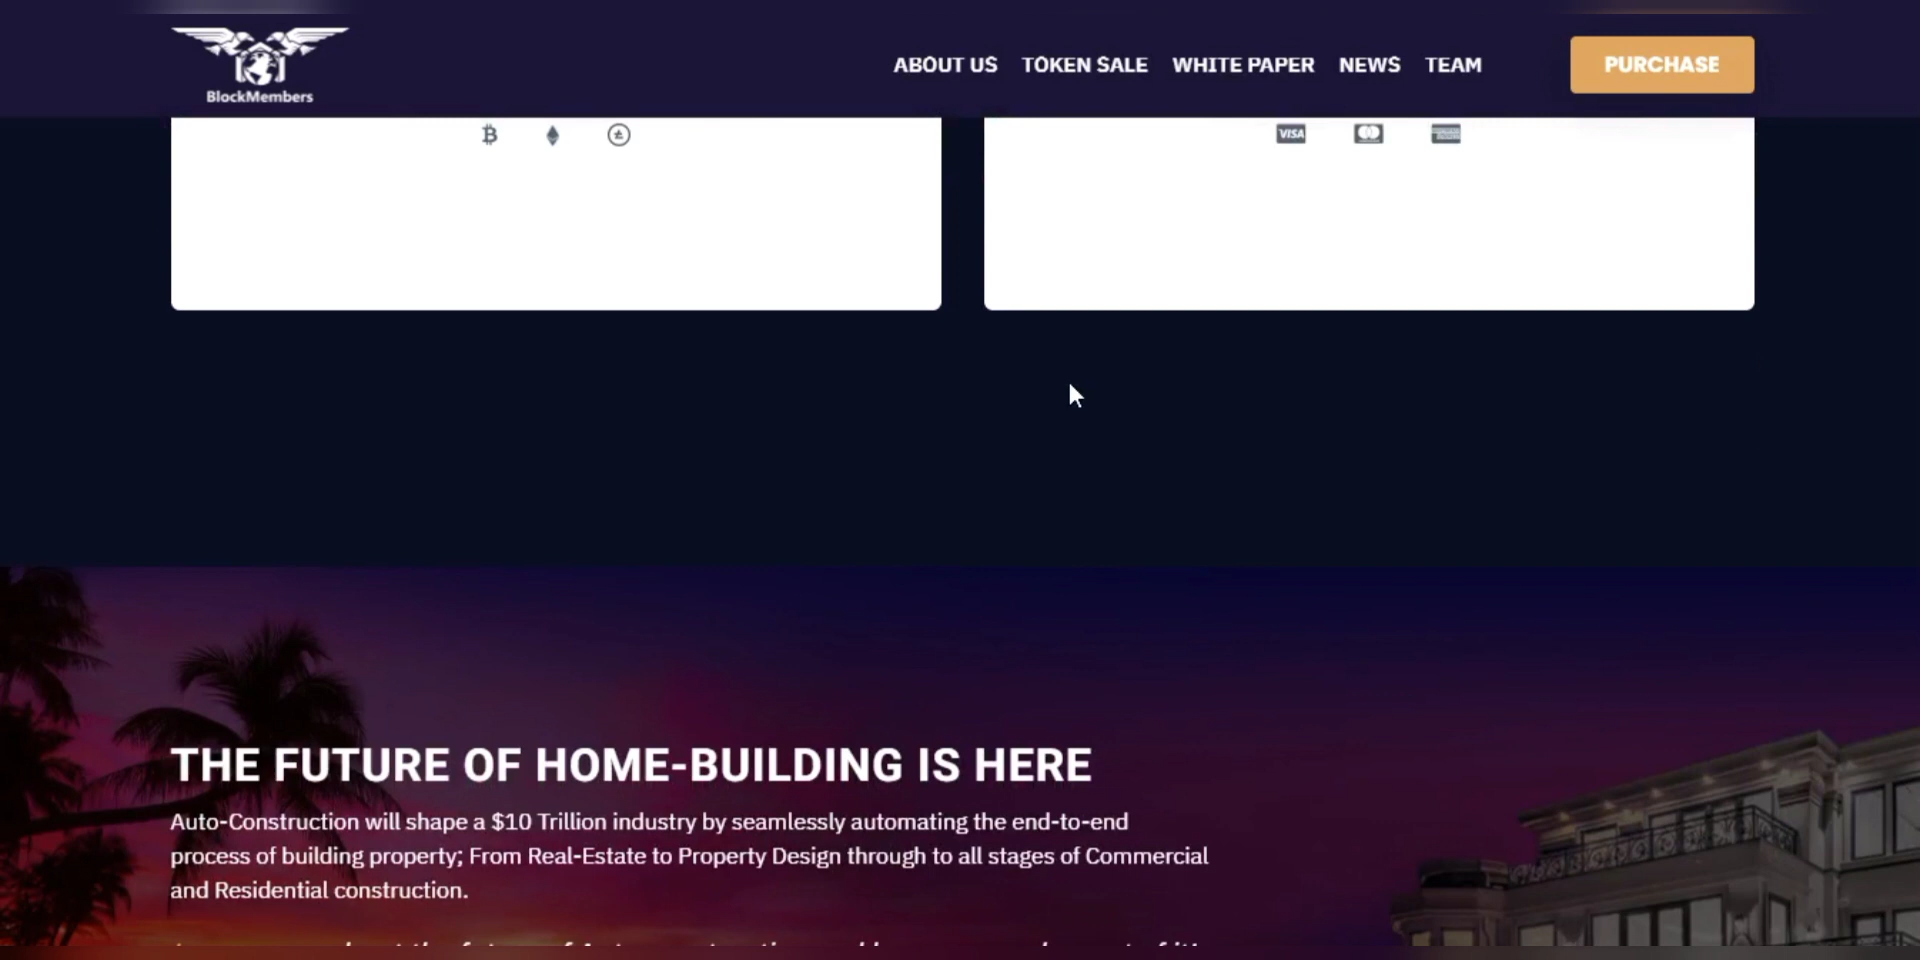 BlockMembers
ABOUT US TOKEN SALE WHITE PAPER NEWS TEAM PURCHASE
VISA
THE FUTURE OF HOME-BUILDING IS HERE
Auto-Construction will shape a $10 Trillion industry by seamlessly automating the end-to-end
process of building property; From Real-Estate to Property Design through to all stages of Commercial
and Residential construction.